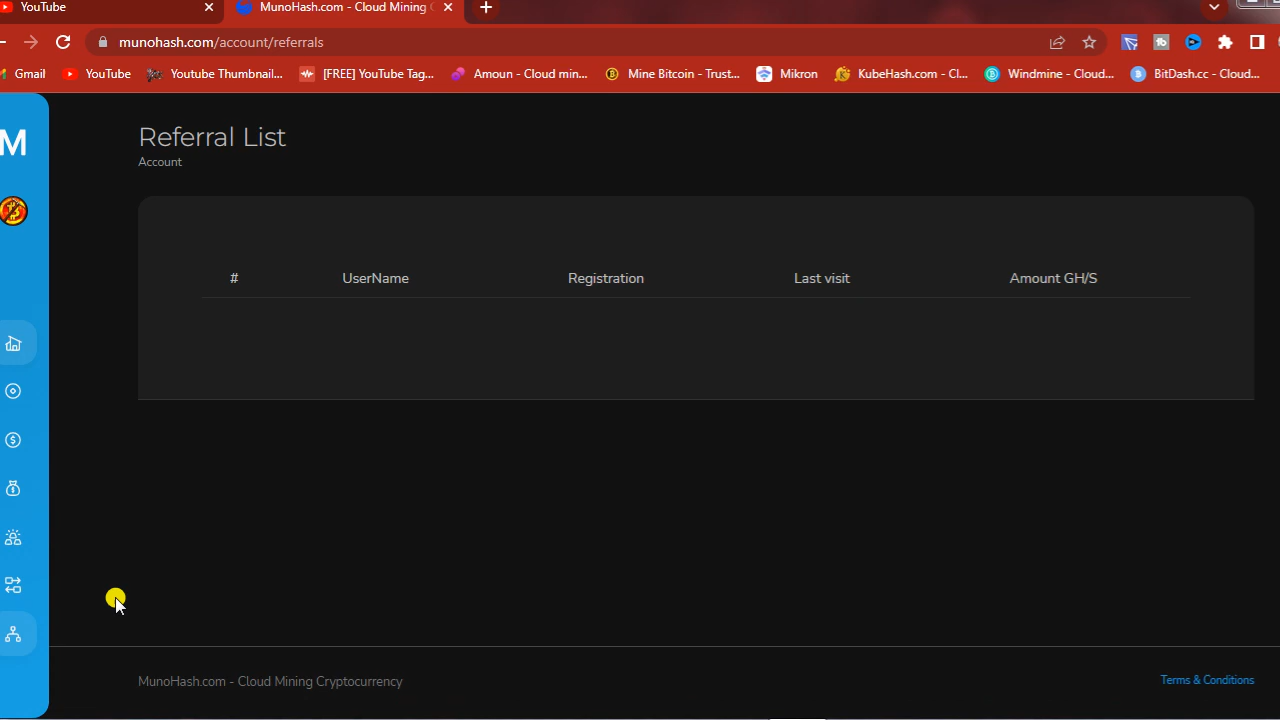 YouTube
MunoHash.com - Cloud Mining
munohash.com/account/referrals
Gmail
YouTube
Youtube Thumbnail...
[FREE] YouTube Tag...
Amoun - Cloud min...
Mine Bitcoin - Trust...
Mikron
KubeHash.com - Cl...
Windmine - Cloud...
BitDash.cc - Cloud...
M
Referral List
Account
# UserName Registration Last visit Amount GH/S
MunoHash.com - Cloud Mining Cryptocurrency
Terms & Conditions